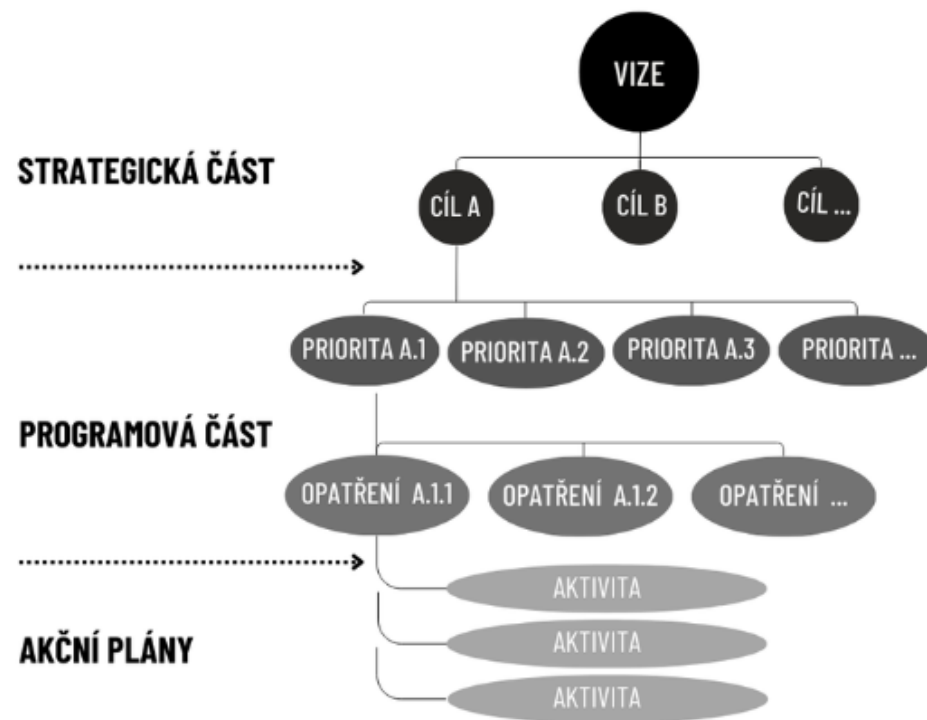 VIZE
STRATEGICKÁ ČÁST
CÍL A
CÍL B
CÍL ...
PRIORITA A.1
PRIORITA A.2
PRIORITA A.3
PRIORITA ...
PROGRAMOVÁ ČÁST
OPATŘENÍ A.1.1
OPATŘENÍ A.1.2
OPATŘENÍ ...
AKTIVITA
AKČNÍ PLÁNY
AKTIVITA
AKTIVITA